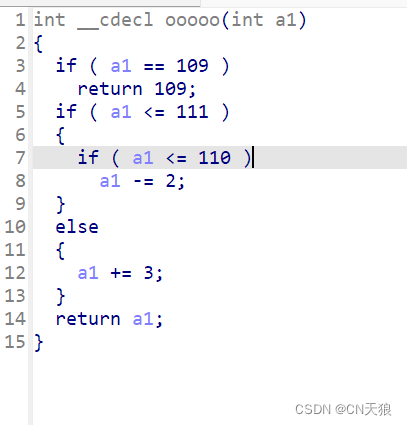 1 int __cdecl ooooo(int a1)
2 {
3   if ( a1 == 109 )
4     return 109;
5   if ( a1 <= 111 )
6   {
7     if ( a1 <= 110 )
8       a1 -= 2;
9   }
10   else
11   {
12     a1 += 3;
13   }
14   return a1;
15 }
CSDN @CN天狼